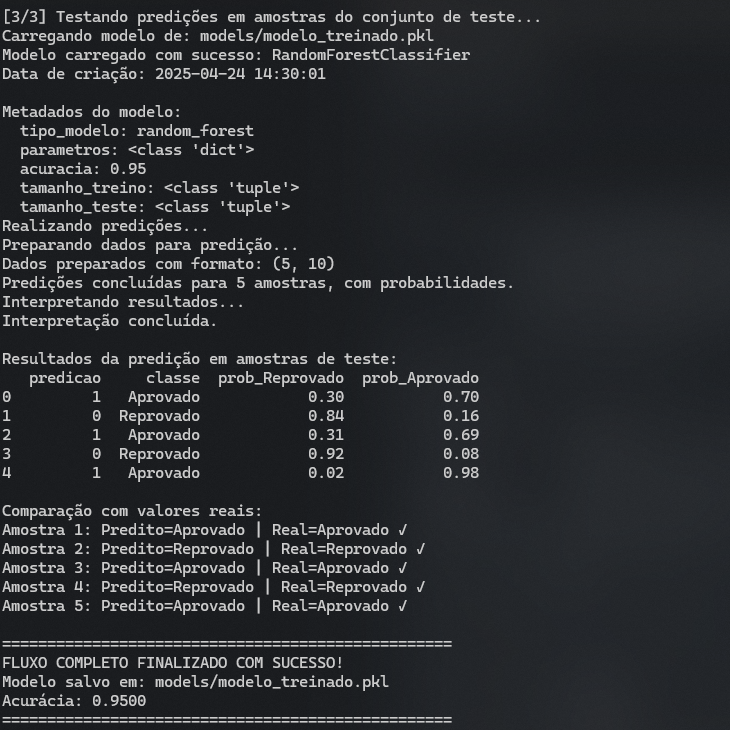 [3/3] Testando predições em amostras do conjunto de teste...
Carregando modelo de: models/modelo_treinado.pkl
Modelo carregado com sucesso: RandomForestClassifier
Data de criação: 2025-04-24 14:30:01

Metadados do modelo:
  tipo_modelo: random_forest
  parametros: <class 'dict'>
  acuracia: 0.95
  tamanho_treino: <class 'tuple'>
  tamanho_teste: <class 'tuple'>
Realizando predições...
Preparando dados para predição...
Dados preparados com formato: (5, 10)
Predições concluídas para 5 amostras, com probabilidades.
Interpretando resultados...
Interpretação concluída.

Resultados da predição em amostras de teste:
   predicao     classe  prob_Reprovado  prob_Aprovado
0         1   Aprovado            0.30           0.70
1         0  Reprovado            0.84           0.16
2         1   Aprovado            0.31           0.69
3         0  Reprovado            0.92           0.08
4         1   Aprovado            0.02           0.98

Comparação com valores reais:
Amostra 1: Predito=Aprovado | Real=Aprovado ✓
Amostra 2: Predito=Reprovado | Real=Reprovado ✓
Amostra 3: Predito=Aprovado | Real=Aprovado ✓
Amostra 4: Predito=Reprovado | Real=Reprovado ✓
Amostra 5: Predito=Aprovado | Real=Aprovado ✓

==================================================
FLUXO COMPLETO FINALIZADO COM SUCESSO!
Modelo salvo em: models/modelo_treinado.pkl
Acurácia: 0.9500
==================================================